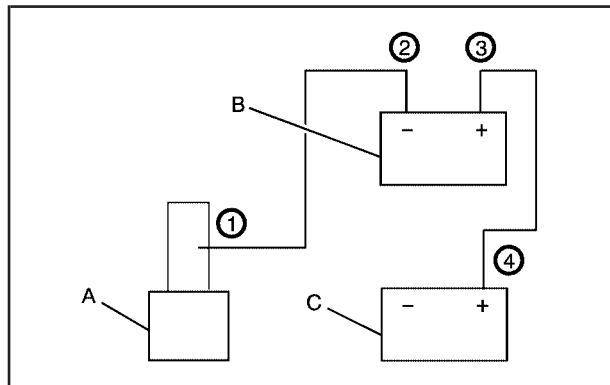 ② ③
B
− +
①
④
A
C
− +